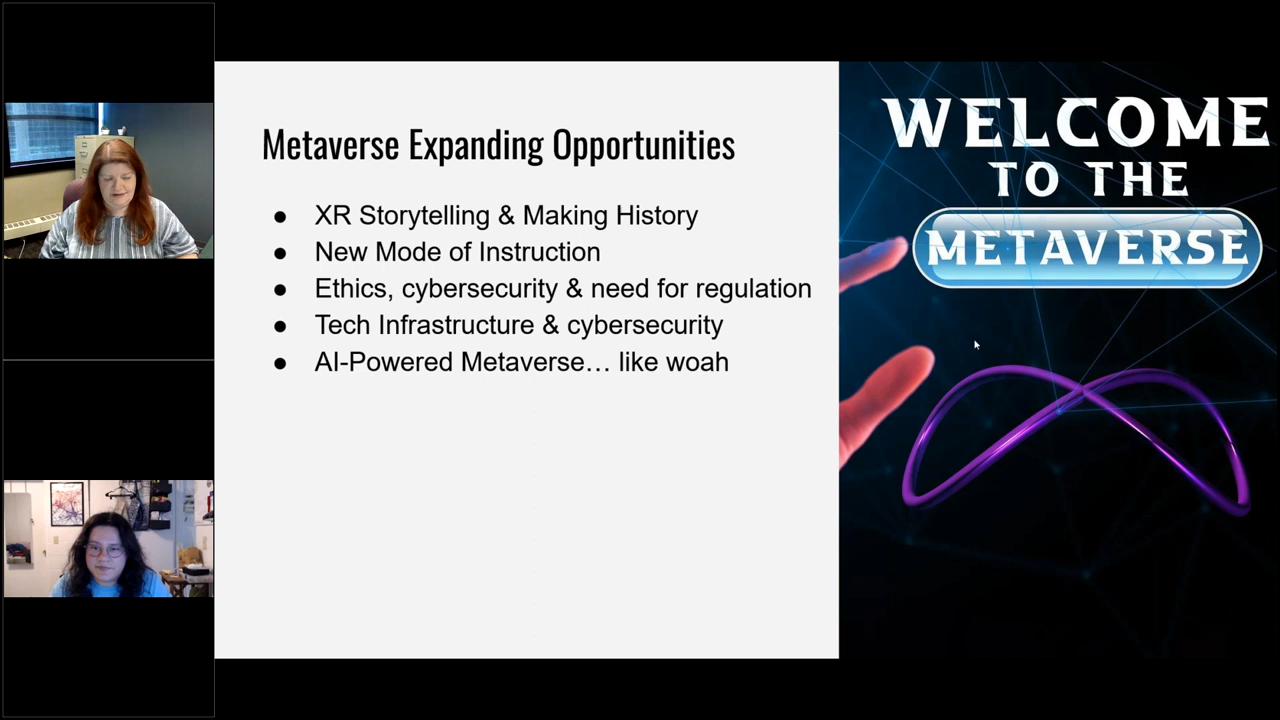 Metaverse Expanding Opportunities
● XR Storytelling & Making History
● New Mode of Instruction
● Ethics, cybersecurity & need for regulation
● Tech Infrastructure & cybersecurity
● AI-Powered Metaverse… like woah
WELCOME
TO THE
METAVERSE